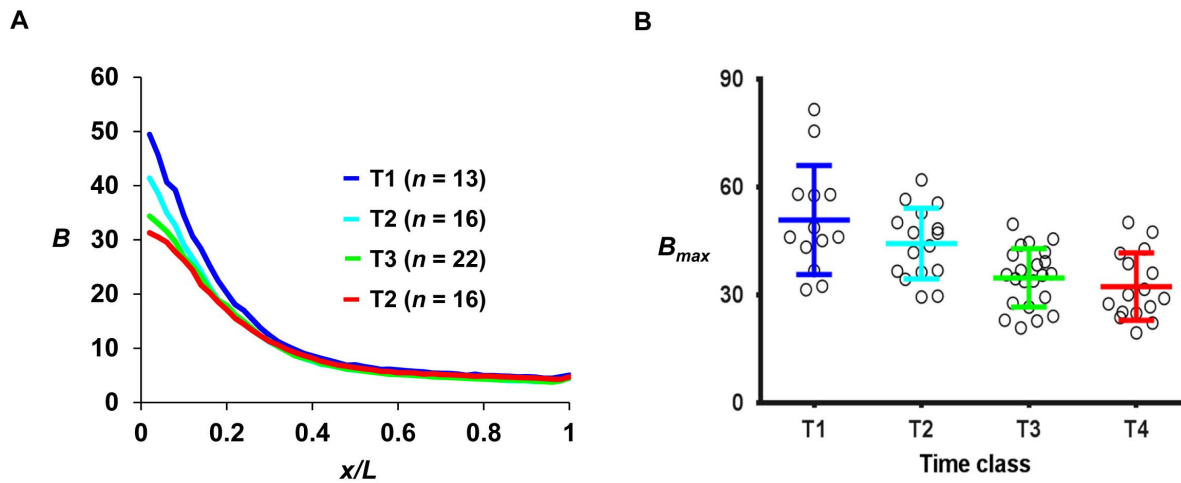 A
60
50
40
30
20
10
0
B
0 0.2 0.4 0.6 0.8 1
x/L
T1 (n = 13)
T2 (n = 16)
T3 (n = 22)
T2 (n = 16)
B
90
60
30
0
Bmax
T1 T2 T3 T4
Time class